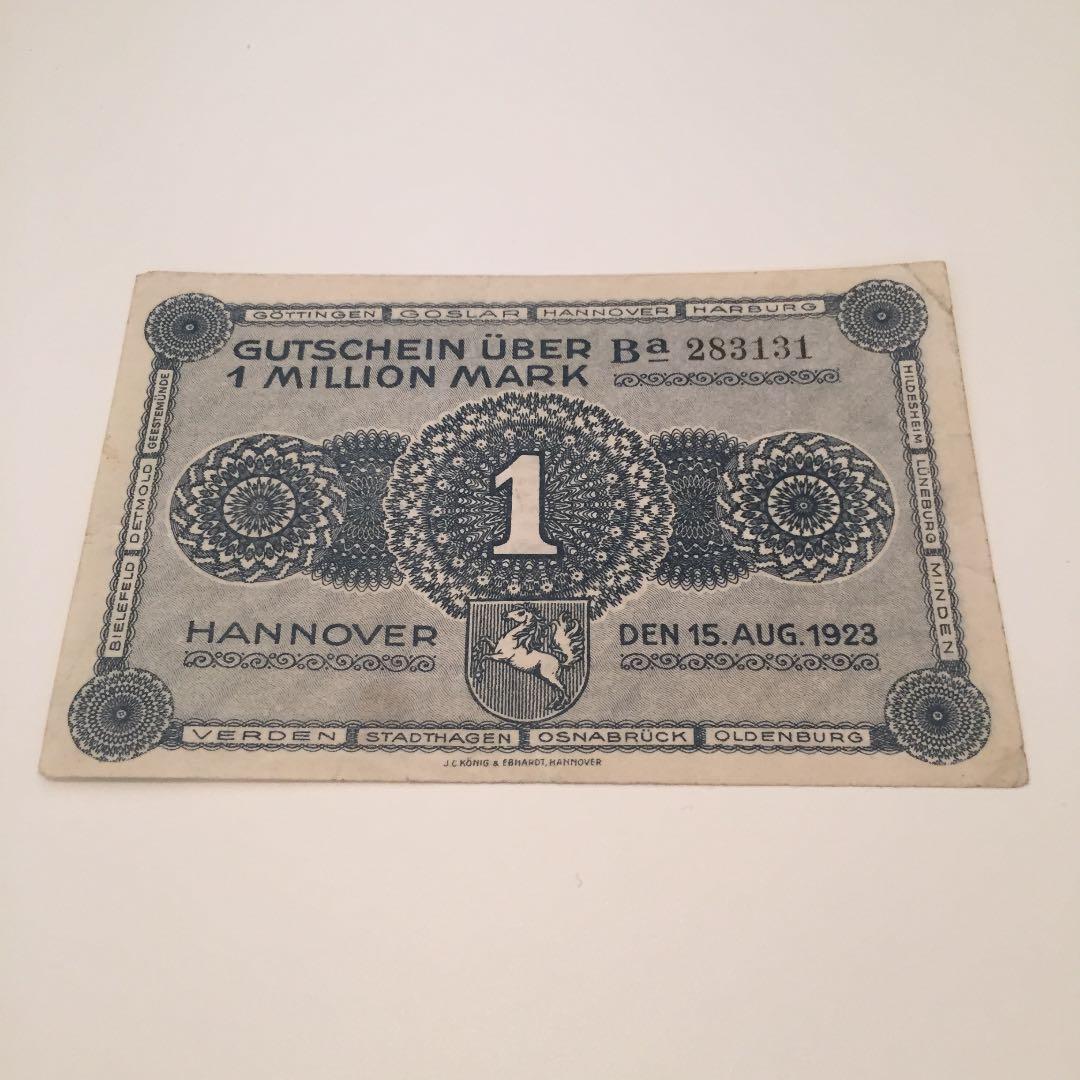 GÖTTINGEN GOSLAR HANNOVER HARBURG
GUTSCHEIN ÜBER Ba 283131
1 MILLION MARK
BIELEFELD DETMOLD GEESTEMÜNDE
HILDESHEIM LÜNEBURG MINDEN
1
HANNOVER DEN 15. AUG. 1923
VERDEN STADTHAGEN OSNABRÜCK OLDENBURG
J.C. KÖNIG & EBHARDT, HANNOVER